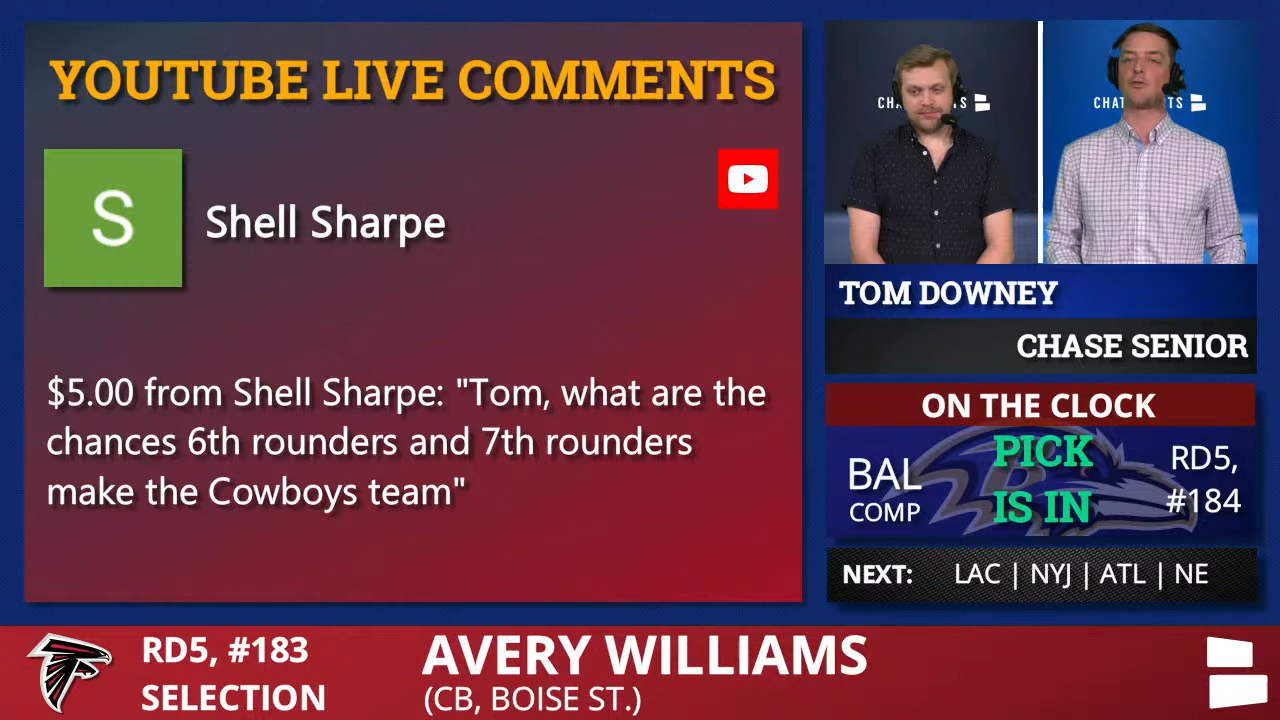 YOUTUBE LIVE COMMENTS
S
Shell Sharpe
$5.00 from Shell Sharpe: "Tom, what are the
chances 6th rounders and 7th rounders
make the Cowboys team"
TOM DOWNEY
CHASE SENIOR
ON THE CLOCK
BAL
COMP
PICK
IS IN
RD5,
#184
NEXT: LAC | NYJ | ATL | NE
RD5, #183
SELECTION
AVERY WILLIAMS
(CB, BOISE ST.)